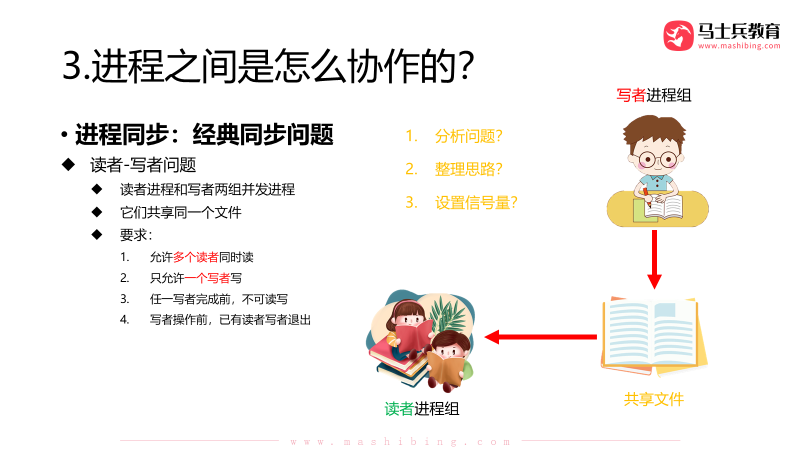 马士兵教育
www.mashibing.com
3.进程之间是怎么协作的?
• 进程同步：经典同步问题
◆ 读者-写者问题
◆ 读者进程和写者两组并发进程
◆ 它们共享同一个文件
◆ 要求：
1. 允许多个读者同时读
2. 只允许一个写者写
3. 任一写者完成前，不可读写
4. 写者操作前，已有读者写者退出
1. 分析问题?
2. 整理思路?
3. 设置信号量?
写者进程组
共享文件
读者进程组
www.mashibing.com